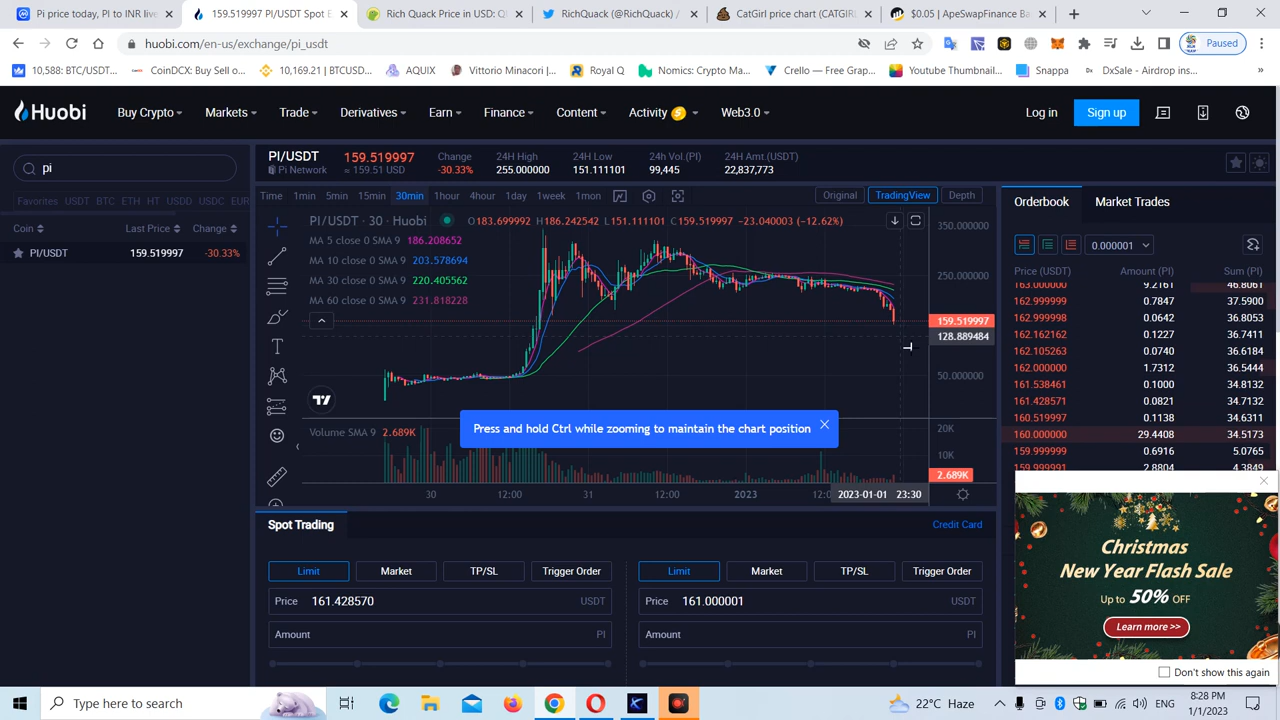 Pi price today, PI to INR live
159.519997 PI/USDT Spot E
Rich Quack Price in USD: Q
RichQuack (@RichQuack) /
CatGirl price chart (CATGIRL
$0.05 | ApeSwapFinance Ba
huobi.com/en-us/exchange/pi_usdt
Paused
10,588: BTC/USDT...
CoinDCX Buy Sell o...
10,169.31 | BTCUSD...
AQUIX
Vittorio Minacori |...
Royal Q
Nomics: Crypto Ma...
Crello — Free Grap...
Youtube Thumbnail...
Snappa
DxSale - Airdrop ins...
Huobi
Buy Crypto
Markets
Trade
Derivatives
Earn
Finance
Content
Activity
Web3.0
Log in
Sign up
pi
Favorites USDT BTC ETH HT USDD USDC EUR
Coin Last Price Change
PI/USDT 159.519997 -30.33%
PI/USDT
Pi Network
159.519997
≈ 159.51 USD
Change
-30.33%
24H High
255.000000
24H Low
151.111101
24h Vol.(PI)
99,445
24H Amt.(USDT)
22,837,773
Time 1min 5min 15min 30min 1hour 4hour 1day 1week 1mon
Original TradingView Depth
PI/USDT · 30 · Huobi O183.699992 H186.242542 L151.111101 C159.519997 -23.040003 (-12.62%)
MA 5 close 0 SMA 9 186.208652
MA 10 close 0 SMA 9 203.578694
MA 30 close 0 SMA 9 220.405562
MA 60 close 0 SMA 9 231.818228
350.000000
250.000000
159.519997
128.889484
50.000000
Press and hold Ctrl while zooming to maintain the chart position
Volume SMA 9 2.689K
20K
10K
2.689K
30 12:00 31 12:00 2023 12:0 2023-01-01 23:30
Orderbook Market Trades
0.000001
Price (USDT) Amount (PI) Sum (PI)
163.000000 9.2161 46.8061
162.999999 0.7847 37.5900
162.999998 0.0642 36.8053
162.162162 0.1227 36.7411
162.105263 0.0740 36.6184
162.000000 1.7312 36.5444
161.538461 0.1000 34.8132
161.428571 0.0821 34.7132
160.519997 0.1138 34.6311
160.000000 29.4408 34.5173
159.999999 0.6916 5.0765
159.999991 2.8804 4.3849
Spot Trading
Credit Card
Limit Market TP/SL Trigger Order
Price 161.428570 USDT
Amount PI
Limit Market TP/SL Trigger Order
Price 161.000001 USDT
Amount PI
Christmas
New Year Flash Sale
Up to 50% OFF
Learn more >>
Don't show this again
Type here to search
22°C Haze
ENG
8:28 PM
1/1/2023